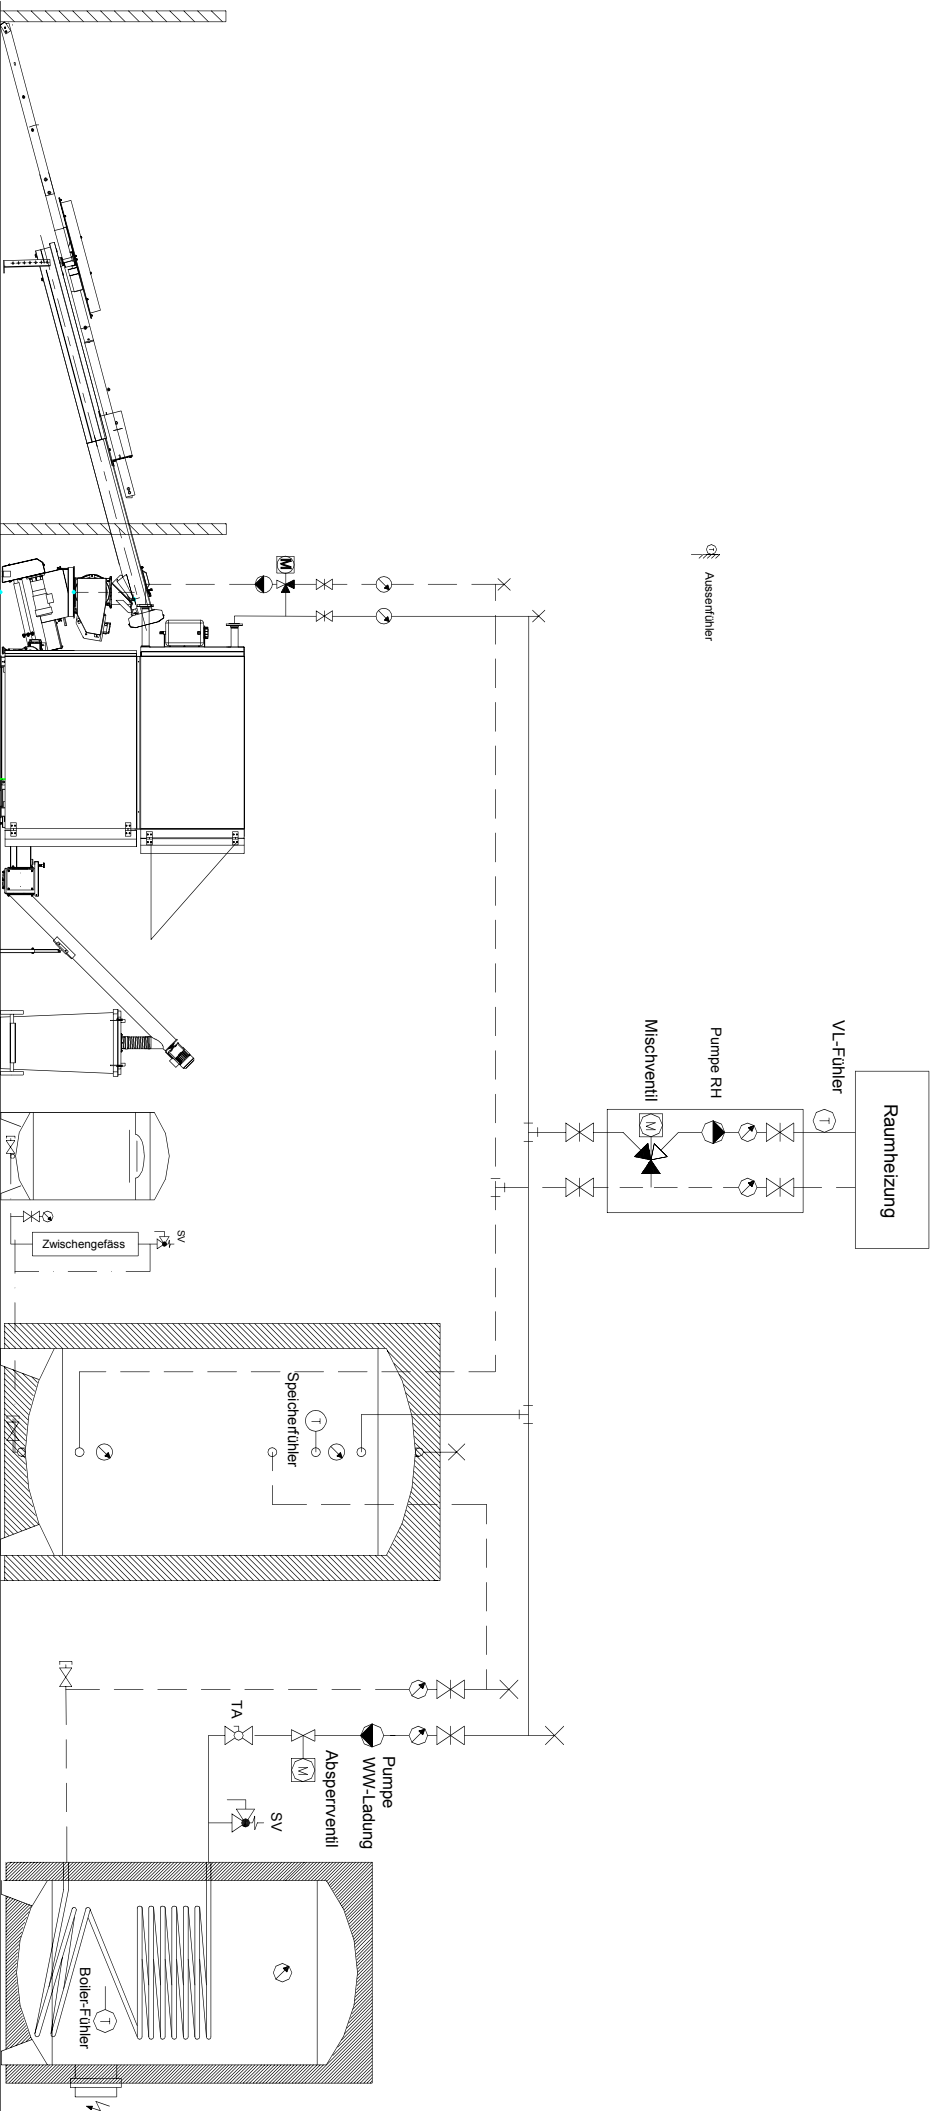 Raumheizung
VL-Fühler
T
Pumpe RH
Mischventil
M
Aussenfühler
T
M
SV
Zwischengefäss
Speicherfühler
T
TA
Absperrventil
M
Pumpe
WW-Ladung
SV
Boiler-Fühler
T